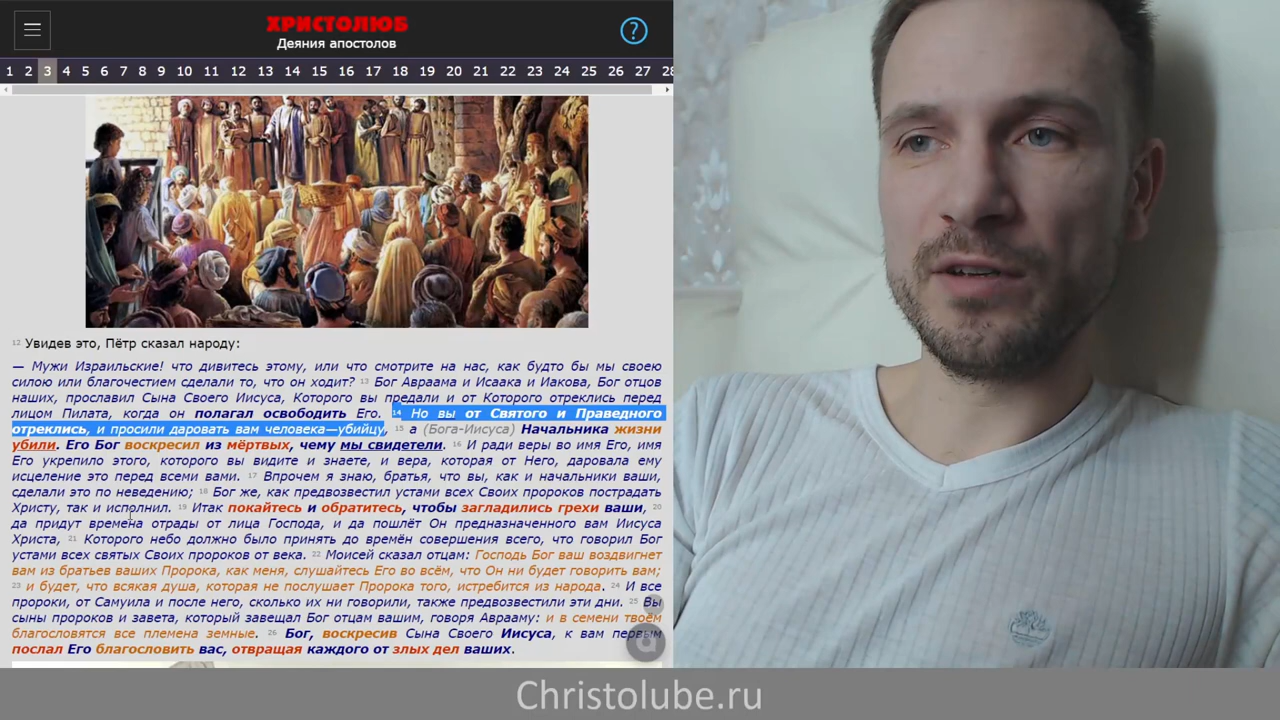 ХРИСТОЛЮБ
Деяния апостолов
?
1 2 3 4 5 6 7 8 9 10 11 12 13 14 15 16 17 18 19 20 21 22 23 24 25 26 27 28
12 Увидев это, Пётр сказал народу:
— Мужи Израильские! что дивитесь этому, или что смотрите на нас, как будто бы мы своею
силою или благочестием сделали то, что он ходит? 13 Бог Авраама и Исаака и Иакова, Бог отцов
наших, прославил Сына Своего Иисуса, Которого вы предали и от Которого отреклись перед
лицом Пилата, когда он полагал освободить Его. 14 Но вы от Святого и Праведного
отреклись, и просили даровать вам человека—убийцу, 15 а (Бога-Иисуса) Начальника жизни
убили. Его Бог воскресил из мёртвых, чему мы свидетели. 16 И ради веры во имя Его, имя
Его укрепило этого, которого вы видите и знаете, и вера, которая от Него, даровала ему
исцеление это перед всеми вами. 17 Впрочем я знаю, братья, что вы, как и начальники ваши,
сделали это по неведению; 18 Бог же, как предвозвестил устами всех Своих пророков пострадать
Христу, так и исполнил. 19 Итак покайтесь и обратитесь, чтобы загладились грехи ваши, 20
да придут времена отрады от лица Господа, и да пошлёт Он предназначенного вам Иисуса
Христа, 21 Которого небо должно было принять до времён совершения всего, что говорил Бог
устами всех святых Своих пророков от века. 22 Моисей сказал отцам: Господь Бог ваш воздвигнет
вам из братьев ваших Пророка, как меня, слушайтесь Его во всём, что Он ни будет говорить вам;
23 и будет, что всякая душа, которая не послушает Пророка того, истребится из народа. 24 И все
пророки, от Самуила и после него, сколько их ни говорили, также предвозвестили эти дни. 25 Вы
сыны пророков и завета, который завещал Бог отцам вашим, говоря Аврааму: и в семени твоём
благословятся все племена земные. 26 Бог, воскресив Сына Своего Иисуса, к вам первым
послал Его благословить вас, отвращая каждого от злых дел ваших.
Christolube.ru